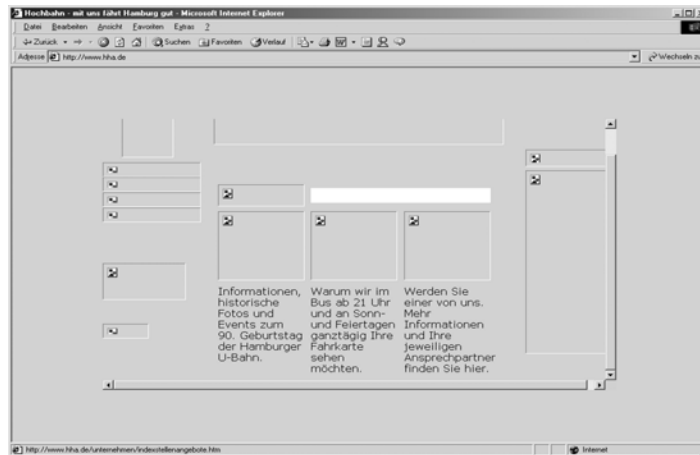 Hochbahn - mit uns fährt Hamburg gut - Microsoft Internet Explorer
Datei Bearbeiten Ansicht Favoriten Extras ?
Zurück Suchen Favoriten Verlauf
Adresse http://www.hha.de Wechseln zu
Informationen,
historische
Fotos und
Events zum
90. Geburtstag
der Hamburger
U-Bahn.
Warum wir im
Bus ab 21 Uhr
und an Sonn-
und Feiertagen
ganztägig Ihre
Fahrkarte
sehen
möchten.
Werden Sie
einer von uns.
Mehr
Informationen
und Ihre
jeweiligen
Ansprechpartner
finden Sie hier.
http://www.hha.de/unternehmen/indexstellenangebote.htm Internet